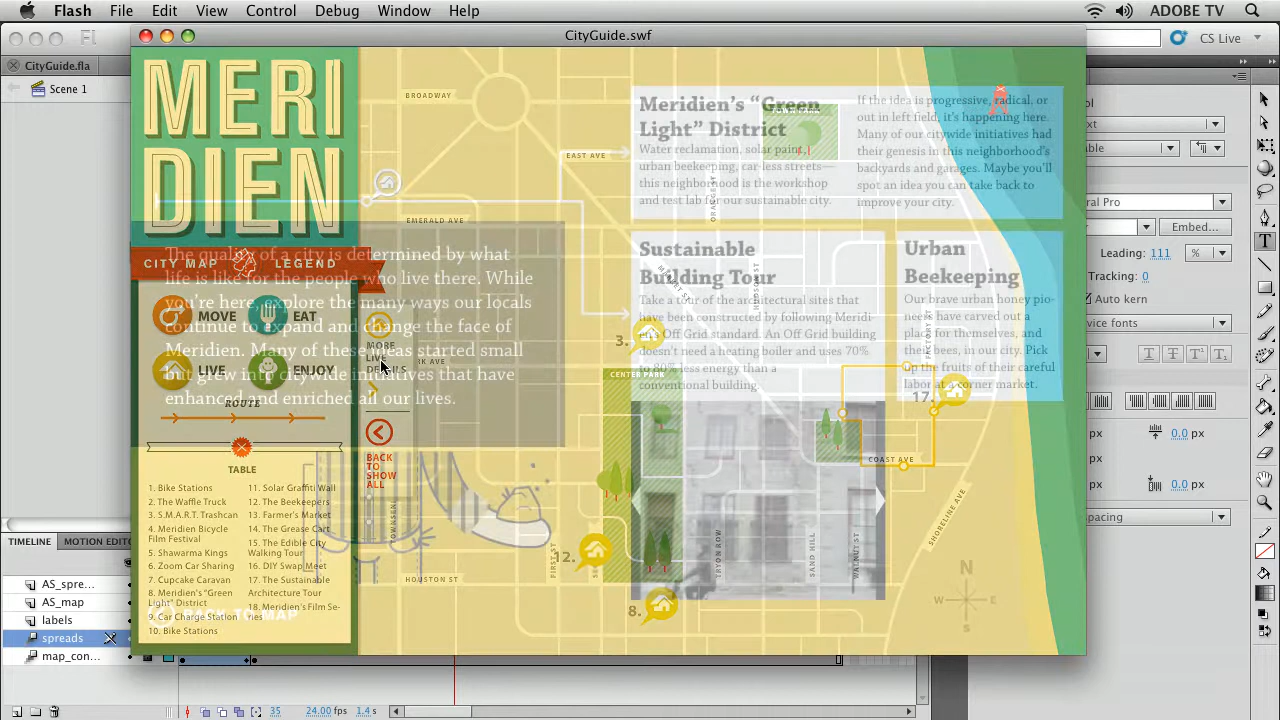 Flash File Edit View Control Debug Window Help
ADOBE TV
CityGuide.swf
CS Live
CityGuide.fla
Scene 1
MERI
DIEN
CITY MAP LEGEND
MOVE EAT
LIVE ENJOY
ROUTE
TABLE
1. Bike Stations
2. The Waffle Truck
3. S.M.A.R.T. Trashcan
4. Meridien Bicycle
Film Festival
5. Shawarma Kings
6. Zoom Car Sharing
7. Cupcake Caravan
8. Meridien's "Green
Light" District
9. Car Charge Station
10. Bike Stations
11. Solar Graffiti Wall
12. The Beekeepers
13. Farmer's Market
14. The Grease Car
15. The Edible City
Walking Tour
16. DIY Swap Meet
17. The Sustainable
Architecture Tour
18. Meridien's Film Se-
ries
BACK TO MAP
The quality of a city is determined by what
life is like for the people who live there. While
you're here, explore the many ways our locals
continue to expand and change the face of
Meridien. Many of these ideas started small
but grew into citywide initiatives that have
enhanced and enriched all our lives.
MORE
LIVE
DETAILS
BACK
TO
SHOW
ALL
BROADWAY
EAST AVE
EMERALD AVE
HOUSTON ST
CENTER PARK
COAST AVE
SHORELINE AVE
FACTORY ST
TRYON ROW
SAND HILL
WALNUT ST
FIRST ST
3.
17.
12.
8.
N
W E
S
Meridien's "Green
Light" District
Water reclamation, solar paint,
urban beekeeping, car-less streets—
this neighborhood is the workshop
and test lab for our sustainable city.
If the idea is progressive, radical, or
out in left field, it's happening here.
Many of our citywide initiatives had
their genesis in this neighborhood's
backyards and garages. Maybe you'll
spot an idea you can take back to
improve your city.
Sustainable
Building Tour
Take a tour of the architectural sites that
have been constructed by following Meridi-
en's Off Grid standard. An Off Grid building
doesn't need a heating boiler and uses 70%
to 80% less energy than a
conventional building.
Urban
Beekeeping
Our brave urban honey pio-
neers have carved out a
place for themselves, and
their bees, in our city. Pick
up the fruits of their careful
labor at a corner market.
Embed...
Leading: 111 %
Tracking: 0
Auto kern
0.0 px
0.0 px
TIMELINE MOTION EDITOR
AS_spre...
AS_map
labels
spreads
map_con...
35 24.00 fps 1.4 s